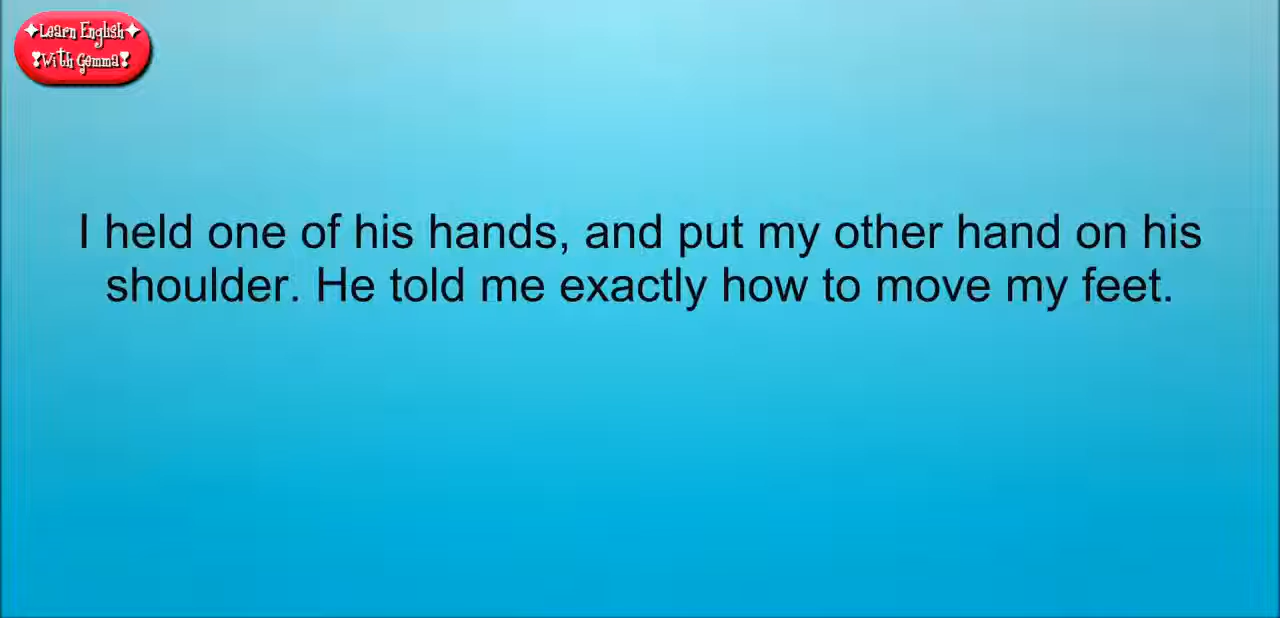 Learn English
With Gemma
I held one of his hands, and put my other hand on his
shoulder. He told me exactly how to move my feet.